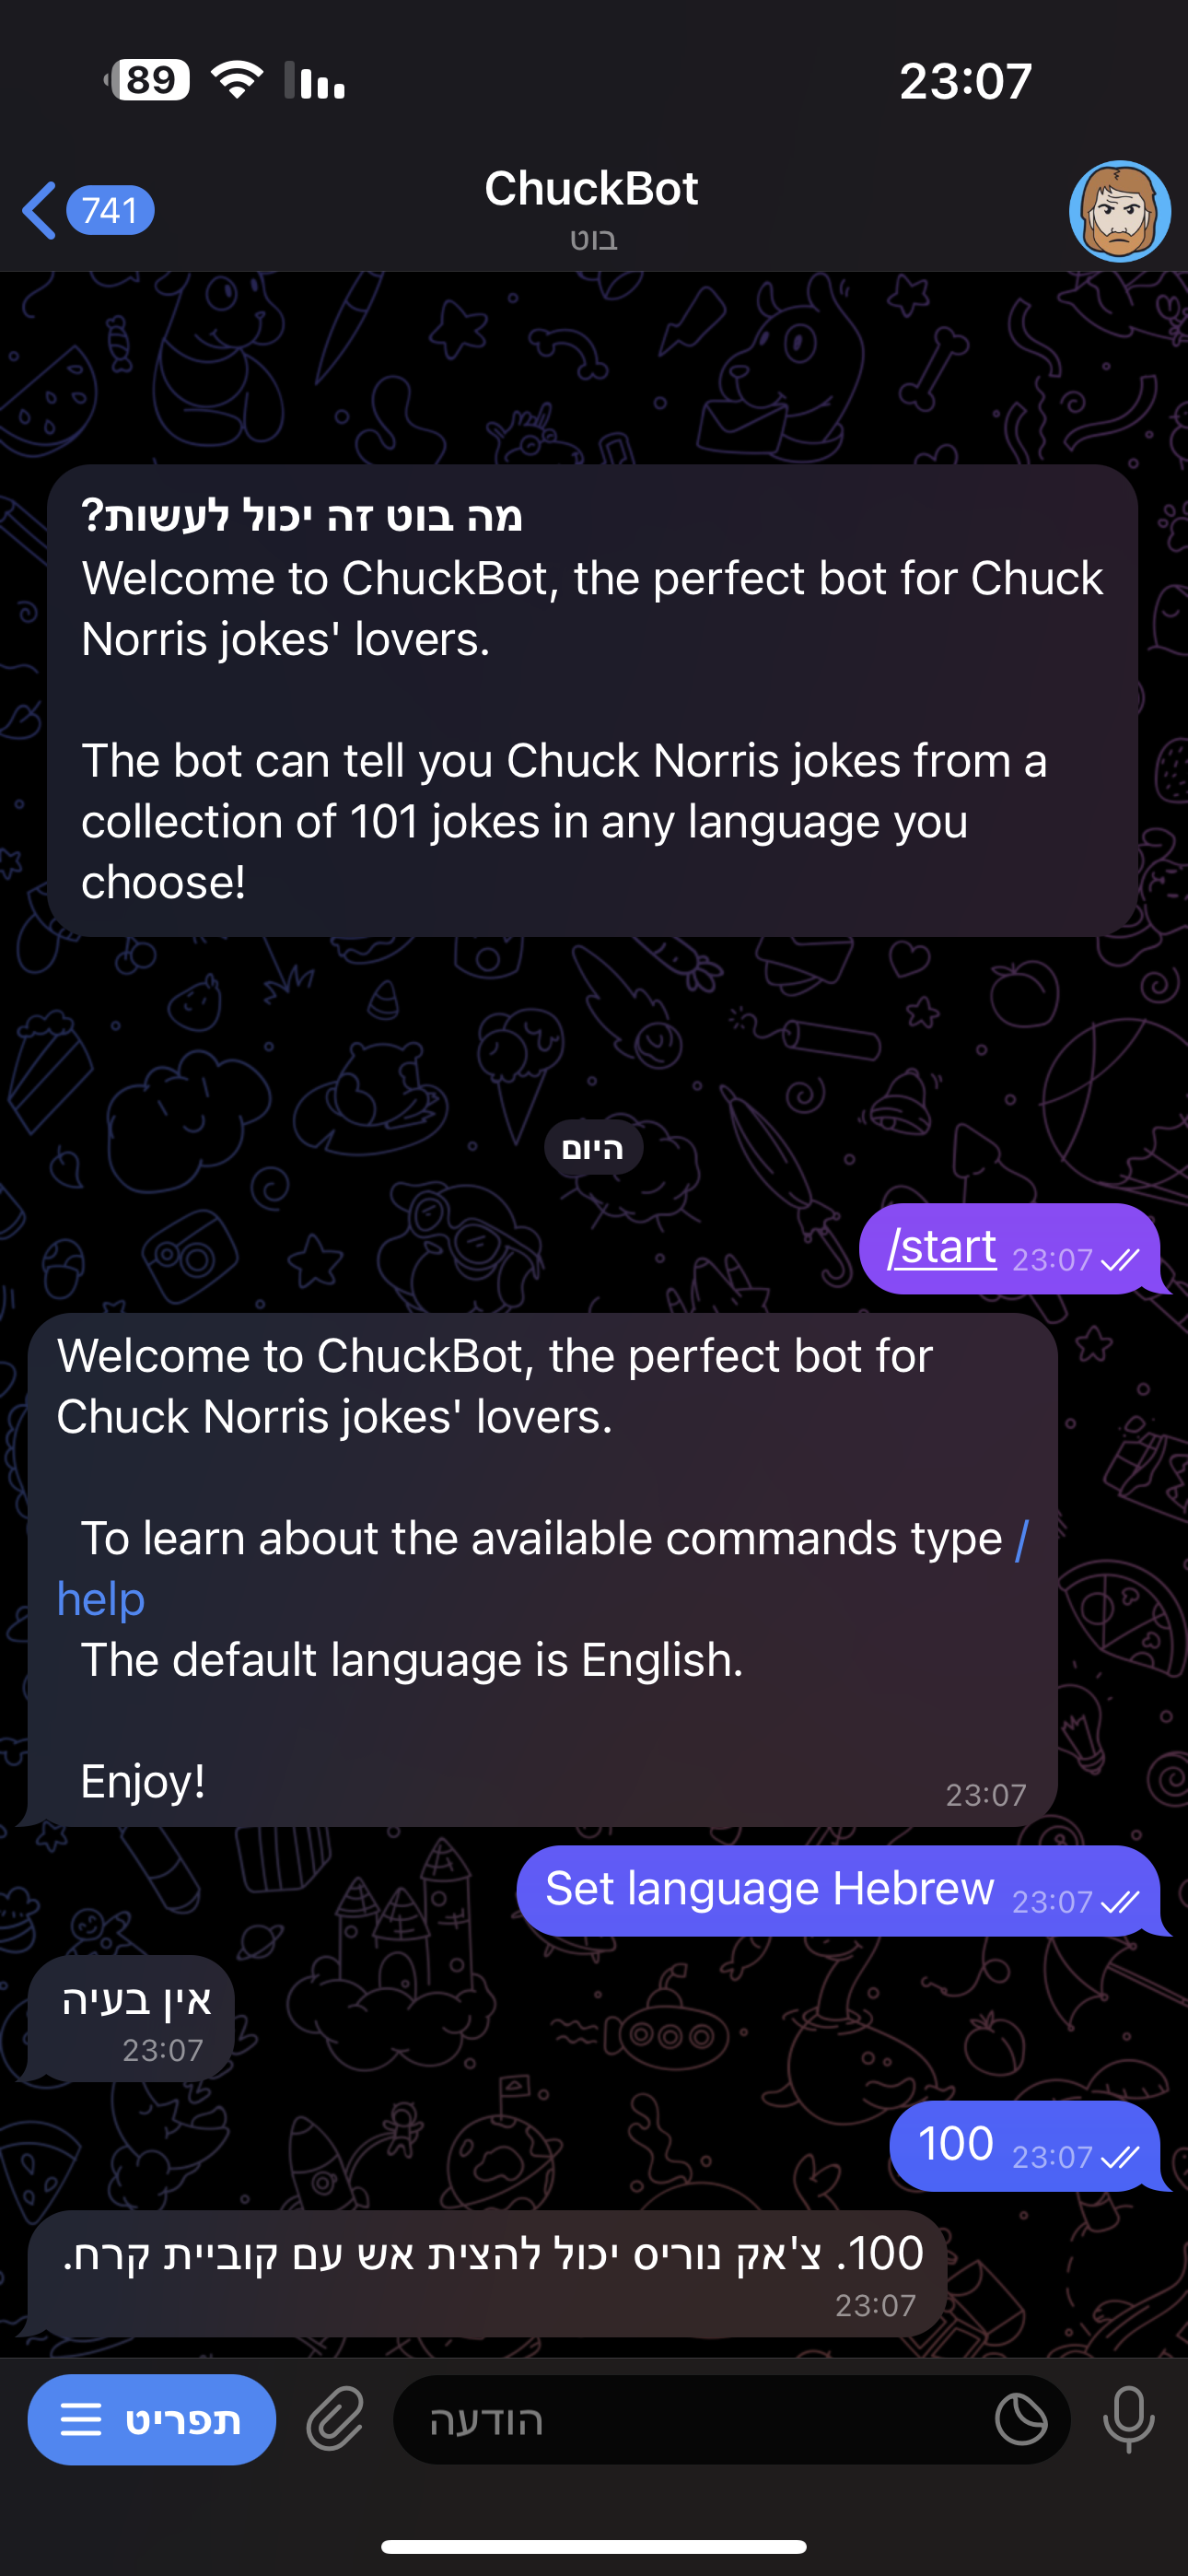 89
23:07
741
ChuckBot
בוט
מה בוט זה יכול לעשות?
Welcome to ChuckBot, the perfect bot for Chuck
Norris jokes' lovers.
The bot can tell you Chuck Norris jokes from a
collection of 101 jokes in any language you
choose!
היום
/start 23:07
Welcome to ChuckBot, the perfect bot for
Chuck Norris jokes' lovers.
To learn about the available commands type /
help
The default language is English.
Enjoy!
23:07
Set language Hebrew 23:07
אין בעיה
23:07
100 23:07
100. צ'אק נוריס יכול להצית אש עם קוביית קרח.
23:07
תפריט
הודעה